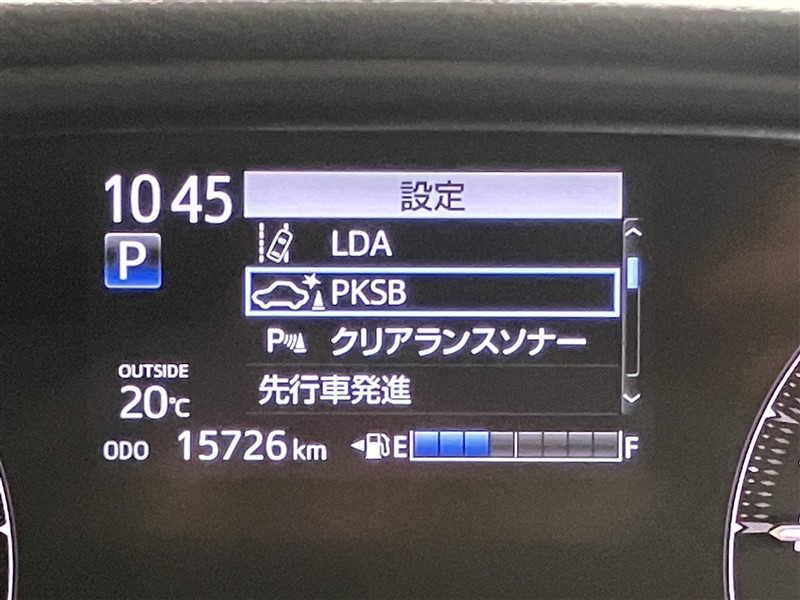 10 45
設定
P
LDA
PKSB
P クリアランスソナー
先行車発進
OUTSIDE
20℃
ODO 15726 km
E F